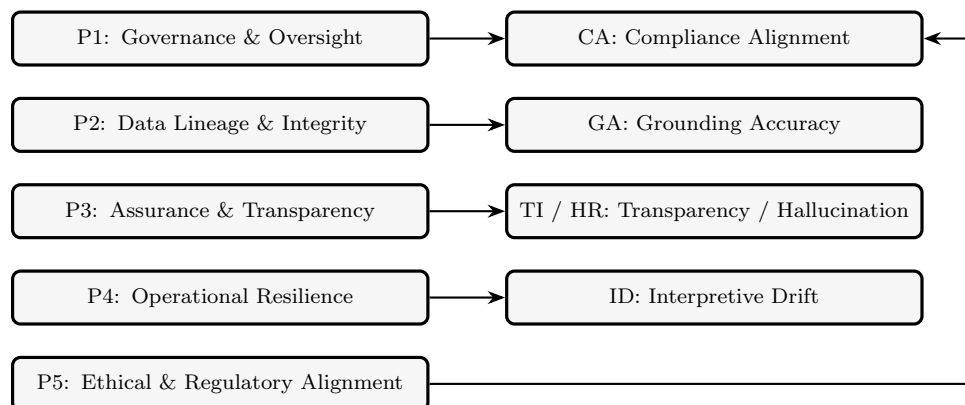 P1: Governance & Oversight
CA: Compliance Alignment
P2: Data Lineage & Integrity
GA: Grounding Accuracy
P3: Assurance & Transparency
TI / HR: Transparency / Hallucination
P4: Operational Resilience
ID: Interpretive Drift
P5: Ethical & Regulatory Alignment